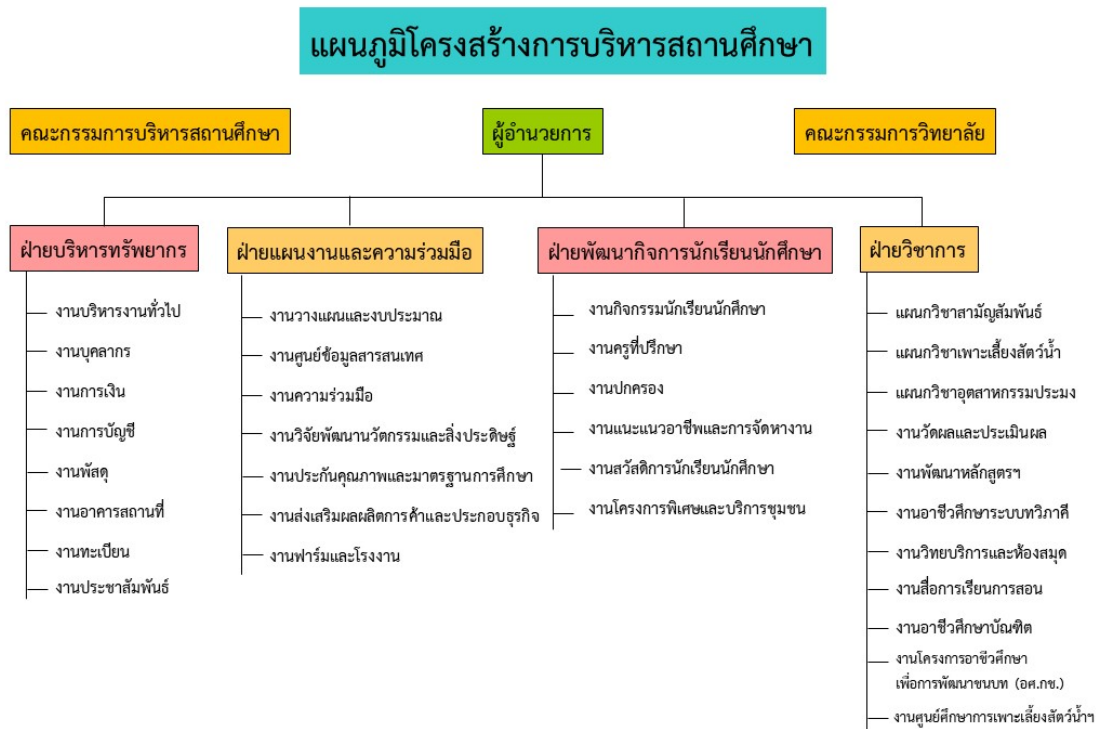 แผนภูมิโครงสร้างการบริหารสถานศึกษา
คณะกรรมการบริหารสถานศึกษา
ผู้อำนวยการ
คณะกรรมการวิทยาลัย
ฝ่ายบริหารทรัพยากร
งานบริหารงานทั่วไป
งานบุคลากร
งานการเงิน
งานการบัญชี
งานพัสดุ
งานอาคารสถานที่
งานทะเบียน
งานประชาสัมพันธ์
ฝ่ายแผนงานและความร่วมมือ
งานวางแผนและงบประมาณ
งานศูนย์ข้อมูลสารสนเทศ
งานความร่วมมือ
งานวิจัยพัฒนานวัตกรรมและสิ่งประดิษฐ์
งานประกันคุณภาพและมาตรฐานการศึกษา
งานส่งเสริมผลผลิตการค้าและประกอบธุรกิจ
งานฟาร์มและโรงงาน
ฝ่ายพัฒนากิจการนักเรียนนักศึกษา
งานกิจกรรมนักเรียนนักศึกษา
งานครูที่ปรึกษา
งานปกครอง
งานแนะแนวอาชีพและการจัดหางาน
งานสวัสดิการนักเรียนนักศึกษา
งานโครงการพิเศษและบริการชุมชน
ฝ่ายวิชาการ
แผนกวิชาสามัญสัมพันธ์
แผนกวิชาเพาะเลี้ยงสัตว์น้ำ
แผนกวิชาอุตสาหกรรมประมง
งานวัดผลและประเมินผล
งานพัฒนาหลักสูตรฯ
งานอาชีวศึกษาระบบทวิภาคี
งานวิทยบริการและห้องสมุด
งานสื่อการเรียนการสอน
งานอาชีวศึกษาบัณฑิต
งานโครงการอาชีวศึกษา
เพื่อการพัฒนาชนบท (อศ.กช.)
งานศูนย์ศึกษาการเพาะเลี้ยงสัตว์น้ำฯ